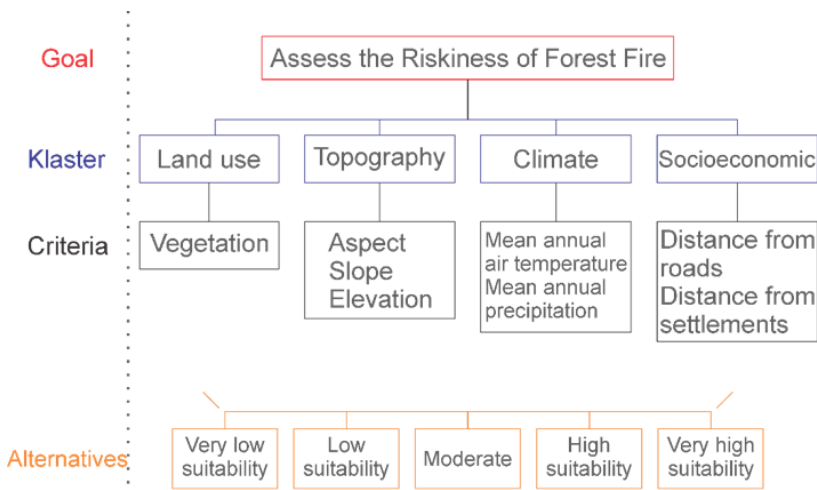 Goal
Assess the Riskiness of Forest Fire
Klaster
Land use
Topography
Climate
Socioeconomic
Criteria
Vegetation
Aspect
Slope
Elevation
Mean annual
air temperature
Mean annual
precipitation
Distance from
roads
Distance from
settlements
Alternatives
Very low
suitability
Low
suitability
Moderate
High
suitability
Very high
suitability